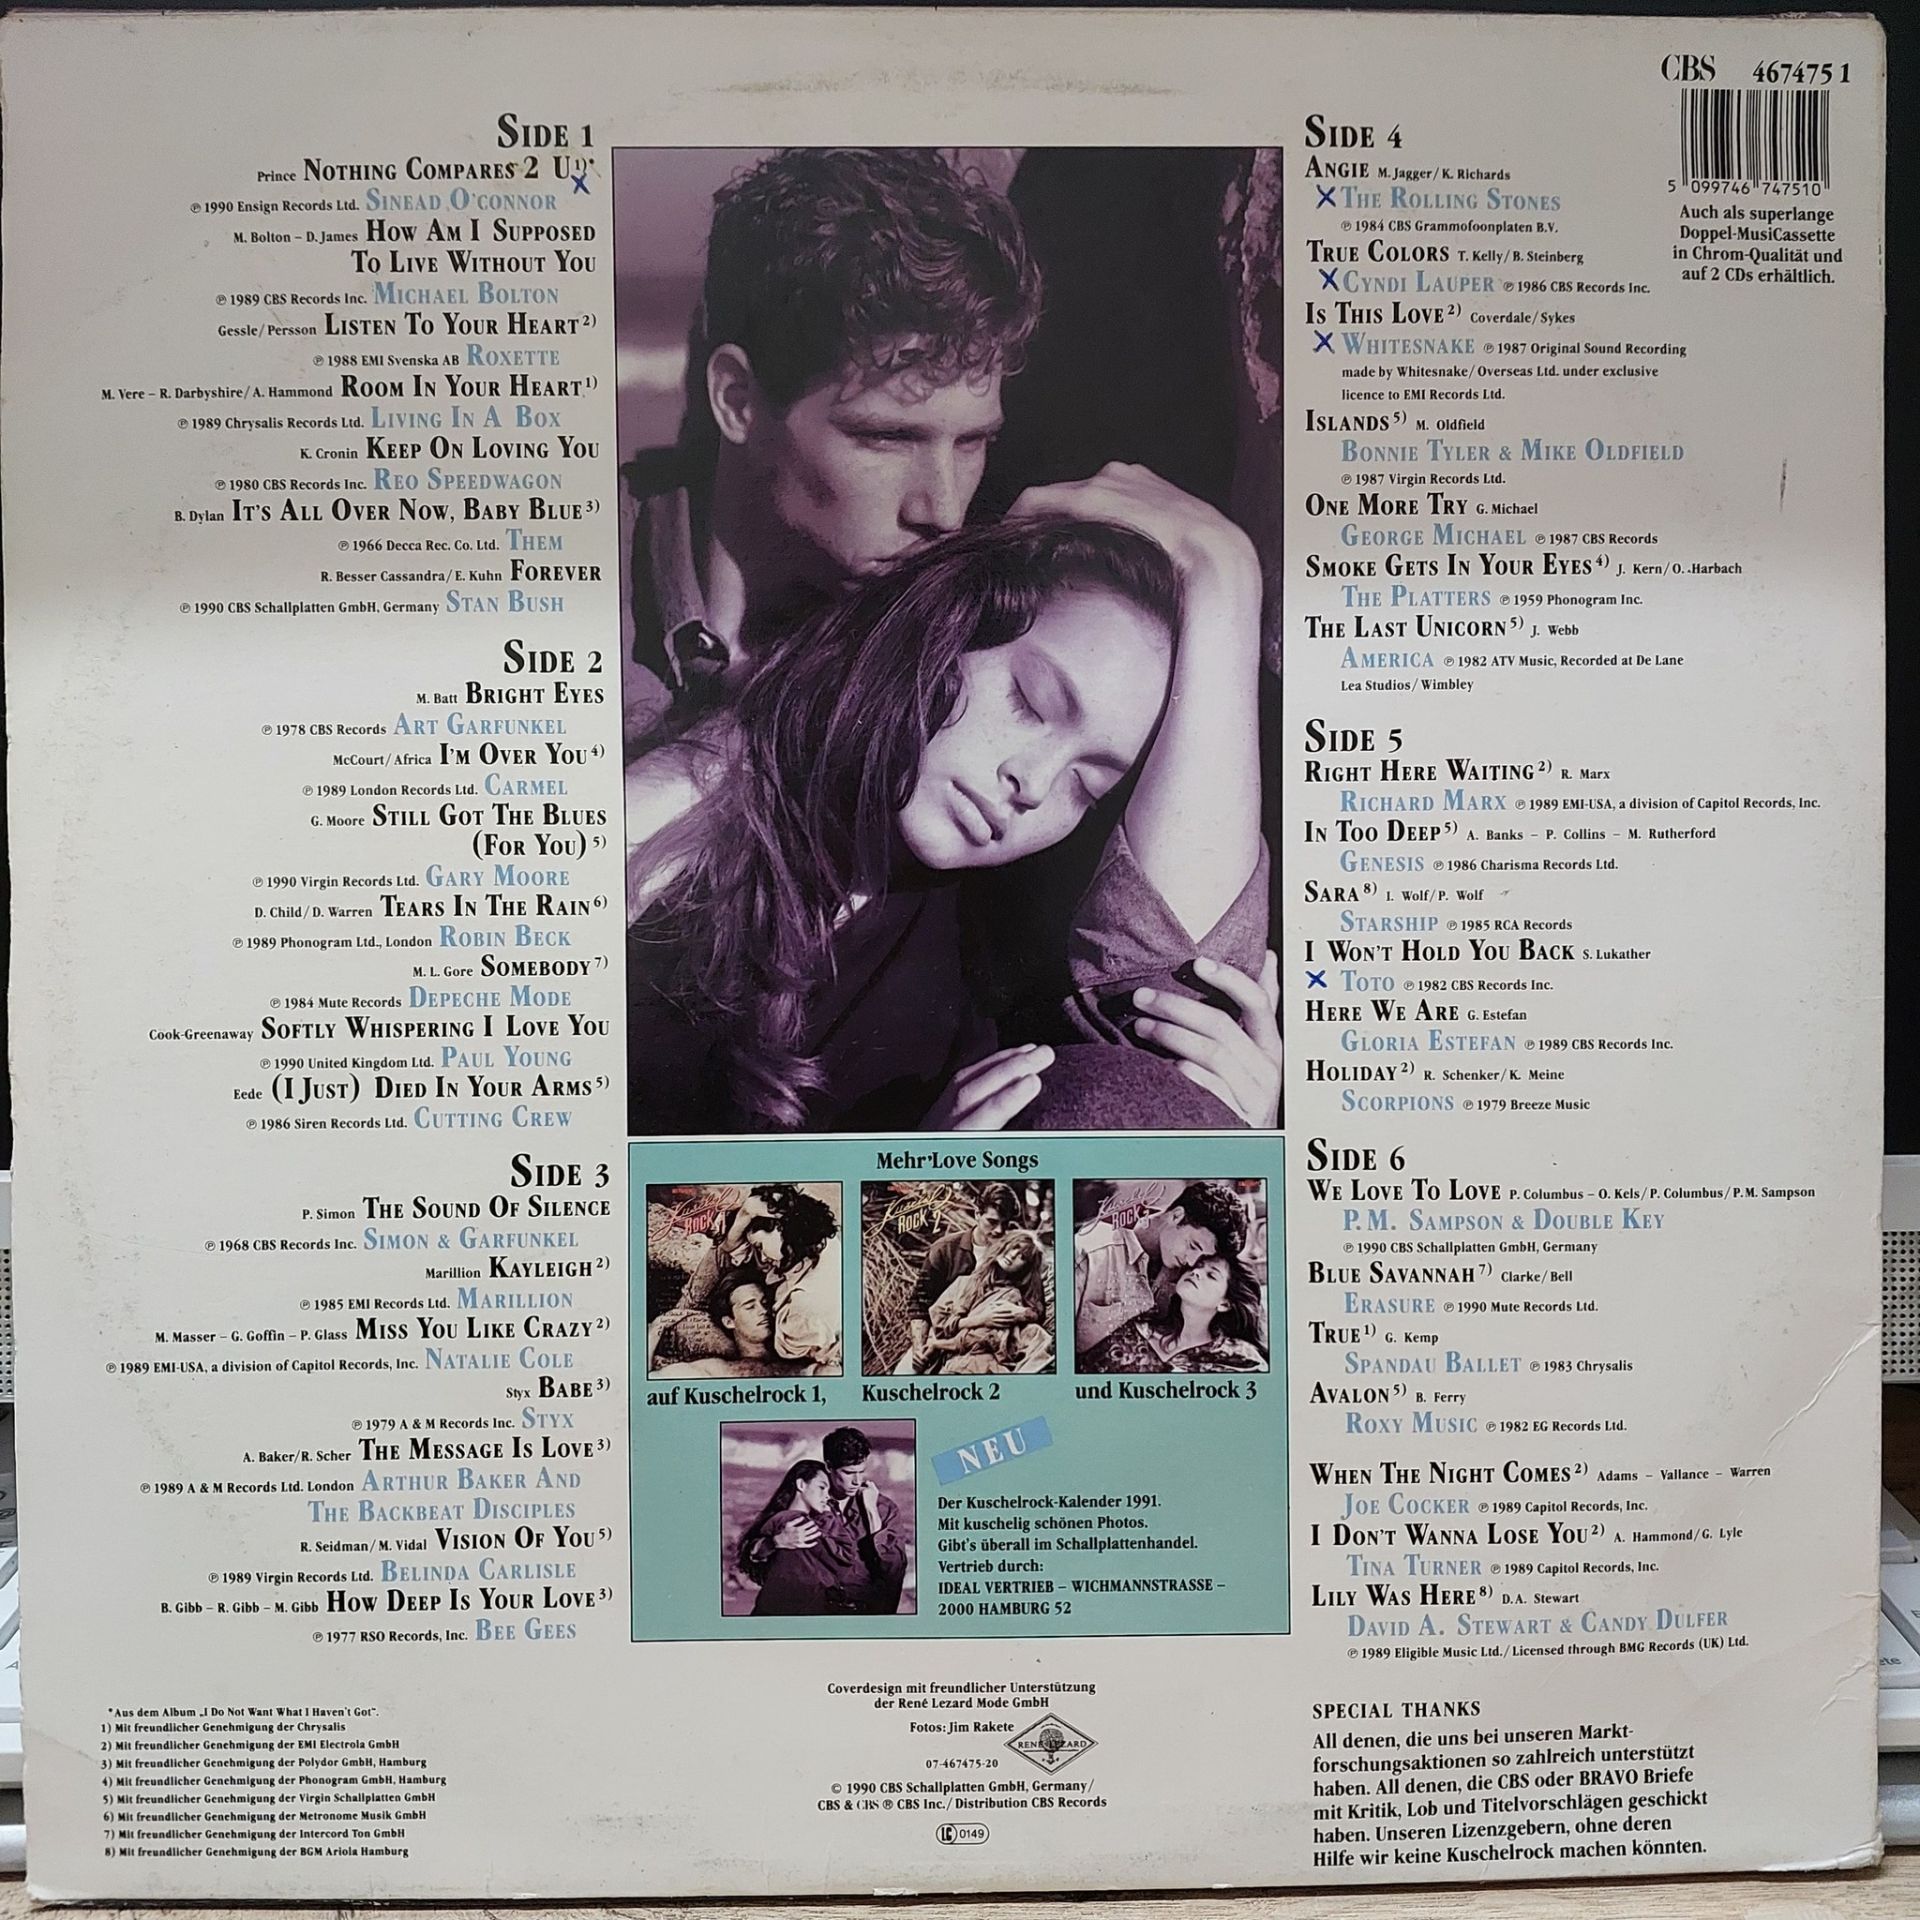 CBS 467475 1
5 099746 747510
Auch als superlange
Doppel-MusiCassette
in Chrom-Qualität und
auf 2 CDs erhältlich.
SIDE 1
Prince NOTHING COMPARES 2 U 1)*
℗ 1990 Ensign Records Ltd. SINEAD O'CONNOR
M. Bolton – D. James HOW AM I SUPPOSED
TO LIVE WITHOUT YOU
℗ 1989 CBS Records Inc. MICHAEL BOLTON
Gessle/Persson LISTEN TO YOUR HEART 2)
℗ 1988 EMI Svenska AB ROXETTE
M. Vere – R. Darbyshire/A. Hammond ROOM IN YOUR HEART 1)
℗ 1989 Chrysalis Records Ltd. LIVING IN A BOX
K. Cronin KEEP ON LOVING YOU
℗ 1980 CBS Records Inc. REO SPEEDWAGON
B. Dylan IT'S ALL OVER NOW, BABY BLUE 3)
℗ 1966 Decca Rec. Co. Ltd. THEM
R. Besser Cassandra/E. Kuhn FOREVER
℗ 1990 CBS Schallplatten GmbH, Germany STAN BUSH
SIDE 2
M. Batt BRIGHT EYES
℗ 1978 CBS Records ART GARFUNKEL
McCourt/Africa I'M OVER YOU 4)
℗ 1989 London Records Ltd. CARMEL
G. Moore STILL GOT THE BLUES
(FOR YOU) 5)
℗ 1990 Virgin Records Ltd. GARY MOORE
D. Child/D. Warren TEARS IN THE RAIN 6)
℗ 1989 Phonogram Ltd., London ROBIN BECK
M. L. Gore SOMEBODY 7)
℗ 1984 Mute Records DEPECHE MODE
Cook-Greenaway SOFTLY WHISPERING I LOVE YOU
℗ 1990 United Kingdom Ltd. PAUL YOUNG
Eede (I JUST) DIED IN YOUR ARMS 5)
℗ 1986 Siren Records Ltd. CUTTING CREW
SIDE 3
P. Simon THE SOUND OF SILENCE
℗ 1968 CBS Records Inc. SIMON & GARFUNKEL
Marillion KAYLEIGH 2)
℗ 1985 EMI Records Ltd. MARILLION
M. Masser – G. Goffin – P. Glass MISS YOU LIKE CRAZY 2)
℗ 1989 EMI-USA, a division of Capitol Records, Inc. NATALIE COLE
Styx BABE 3)
℗ 1979 A & M Records Inc. STYX
A. Baker/R. Scher THE MESSAGE IS LOVE 3)
℗ 1989 A & M Records Ltd. London ARTHUR BAKER AND
THE BACKBEAT DISCIPLES
R. Seidman/M. Vidal VISION OF YOU 5)
℗ 1989 Virgin Records Ltd. BELINDA CARLISLE
B. Gibb – R. Gibb – M. Gibb HOW DEEP IS YOUR LOVE 3)
℗ 1977 RSO Records, Inc. BEE GEES
*Aus dem Album „I Do Not Want What I Haven't Got".
1) Mit freundlicher Genehmigung der Chrysalis
2) Mit freundlicher Genehmigung der EMI Electrola GmbH
3) Mit freundlicher Genehmigung der Polydor GmbH, Hamburg
4) Mit freundlicher Genehmigung der Phonogram GmbH, Hamburg
5) Mit freundlicher Genehmigung der Virgin Schallplatten GmbH
6) Mit freundlicher Genehmigung der Metronome Musik GmbH
7) Mit freundlicher Genehmigung der Intercord Ton GmbH
8) Mit freundlicher Genehmigung der BGM Ariola Hamburg
Mehr Love Songs
Kuschel ROCK 1
Kuschel ROCK 2
Kuschel ROCK 3
auf Kuschelrock 1, Kuschelrock 2 und Kuschelrock 3
NEU
Der Kuschelrock-Kalender 1991.
Mit kuschelig schönen Photos.
Gibt's überall im Schallplattenhandel.
Vertrieb durch:
IDEAL VERTRIEB – WICHMANNSTRASSE –
2000 HAMBURG 52
Coverdesign mit freundlicher Unterstützung
der René Lezard Mode GmbH
Fotos: Jim Rakete
RENÉ LEZARD
07-467475-20
© 1990 CBS Schallplatten GmbH, Germany/
CBS & CBS ® CBS Inc./Distribution CBS Records
LC 0149
SIDE 4
ANGIE M. Jagger/K. Richards
THE ROLLING STONES
℗ 1984 CBS Grammofoonplaten B.V.
TRUE COLORS T. Kelly/B. Steinberg
CYNDI LAUPER ℗ 1986 CBS Records Inc.
IS THIS LOVE 2) Coverdale/Sykes
WHITESNAKE ℗ 1987 Original Sound Recording
made by Whitesnake/Overseas Ltd. under exclusive
licence to EMI Records Ltd.
ISLANDS 5) M. Oldfield
BONNIE TYLER & MIKE OLDFIELD
℗ 1987 Virgin Records Ltd.
ONE MORE TRY G. Michael
GEORGE MICHAEL ℗ 1987 CBS Records
SMOKE GETS IN YOUR EYES 4) J. Kern/O. Harbach
THE PLATTERS ℗ 1959 Phonogram Inc.
THE LAST UNICORN 5) J. Webb
AMERICA ℗ 1982 ATV Music, Recorded at De Lane
Lea Studios/Wimbley
SIDE 5
RIGHT HERE WAITING 2) R. Marx
RICHARD MARX ℗ 1989 EMI-USA, a division of Capitol Records, Inc.
IN TOO DEEP 5) A. Banks – P. Collins – M. Rutherford
GENESIS ℗ 1986 Charisma Records Ltd.
SARA 8) I. Wolf/P. Wolf
STARSHIP ℗ 1985 RCA Records
I WON'T HOLD YOU BACK S. Lukather
TOTO ℗ 1982 CBS Records Inc.
HERE WE ARE G. Estefan
GLORIA ESTEFAN ℗ 1989 CBS Records Inc.
HOLIDAY 2) R. Schenker/K. Meine
SCORPIONS ℗ 1979 Breeze Music
SIDE 6
WE LOVE TO LOVE P. Columbus – O. Kels/P. Columbus/P.M. Sampson
P.M. SAMPSON & DOUBLE KEY
℗ 1990 CBS Schallplatten GmbH, Germany
BLUE SAVANNAH 7) Clarke/Bell
ERASURE ℗ 1990 Mute Records Ltd.
TRUE 1) G. Kemp
SPANDAU BALLET ℗ 1983 Chrysalis
AVALON 5) B. Ferry
ROXY MUSIC ℗ 1982 EG Records Ltd.
WHEN THE NIGHT COMES 2) Adams – Vallance – Warren
JOE COCKER ℗ 1989 Capitol Records, Inc.
I DON'T WANNA LOSE YOU 2) A. Hammond/G. Lyle
TINA TURNER ℗ 1989 Capitol Records, Inc.
LILY WAS HERE 8) D.A. Stewart
DAVID A. STEWART & CANDY DULFER
℗ 1989 Eligible Music Ltd./Licensed through BMG Records (UK) Ltd.
SPECIAL THANKS
All denen, die uns bei unseren Markt-
forschungsaktionen so zahlreich unterstützt
haben. All denen, die CBS oder BRAVO Briefe
mit Kritik, Lob und Titelvorschlägen geschickt
haben. Unseren Lizenzgebern, ohne deren
Hilfe wir keine Kuschelrock machen könnten.